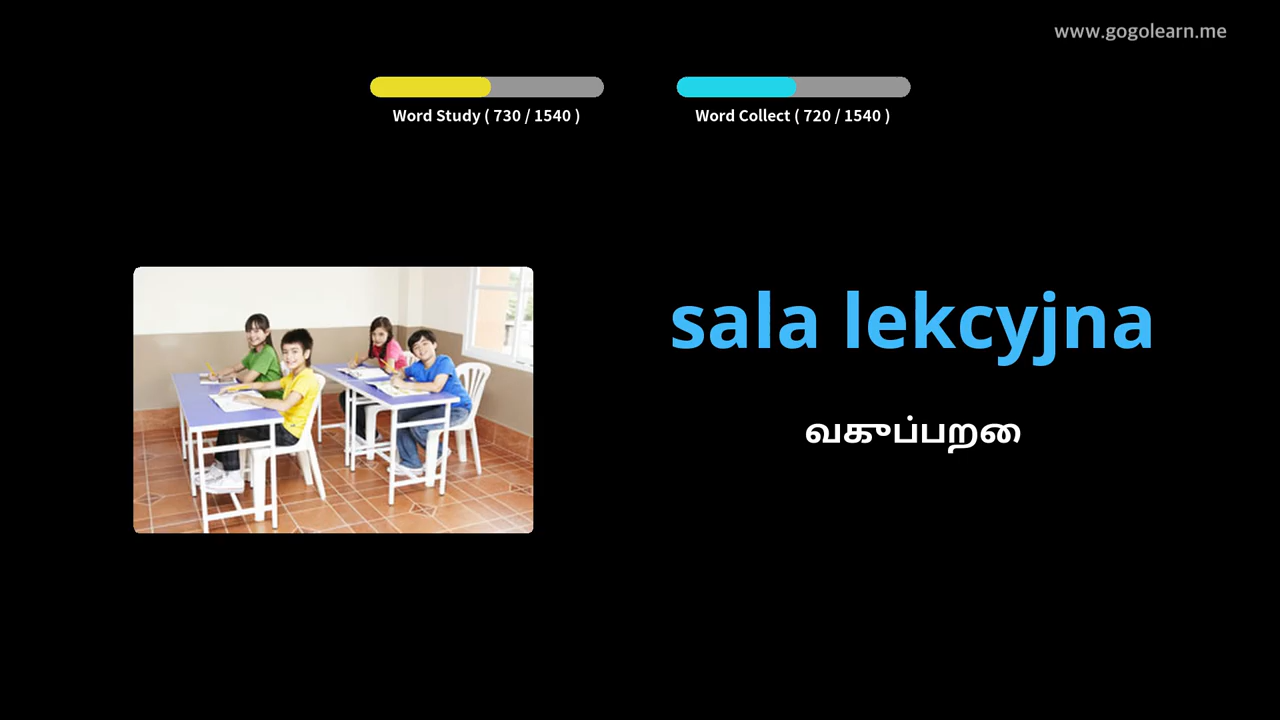 www.gogolearn.me
Word Study ( 730 / 1540 )
Word Collect ( 720 / 1540 )
sala lekcyjna
வகுப்பறை